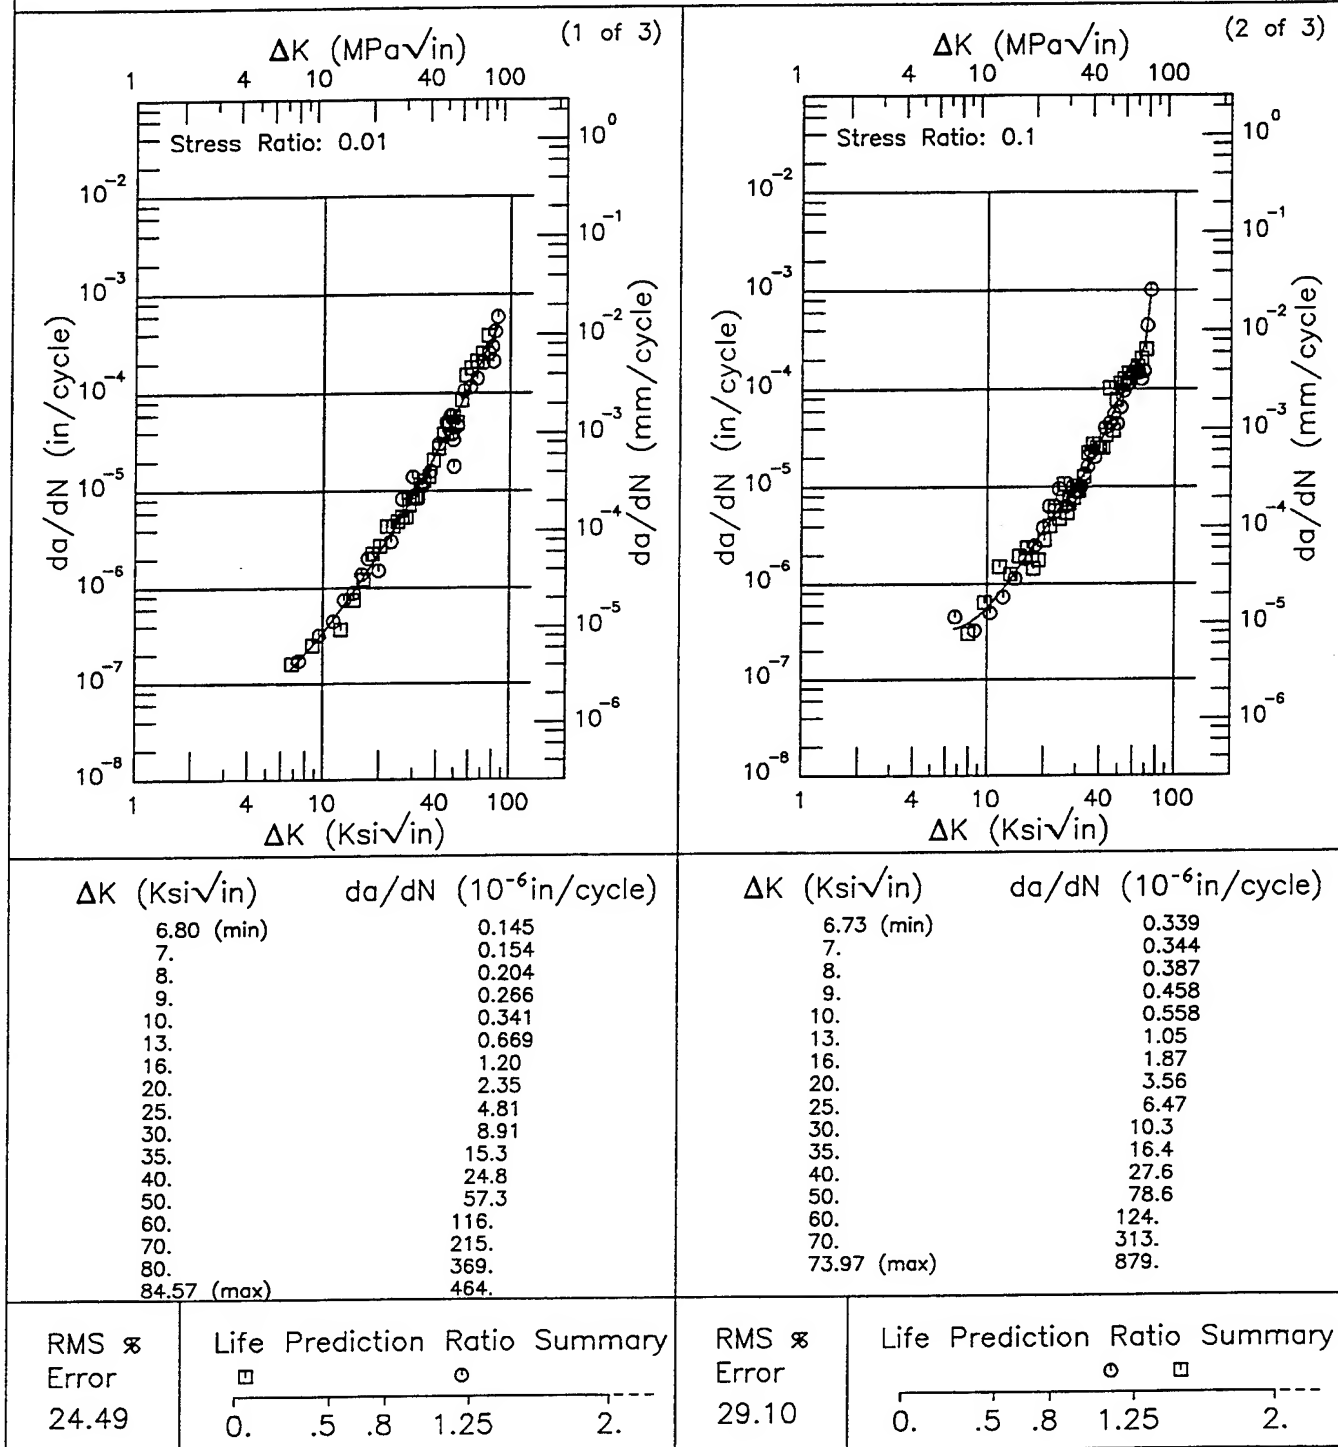 (1 of 3)
ΔK (MPa√in)
1 4 10 40 100
Stress Ratio: 0.01
10⁰
10⁻²
10⁻¹
10⁻³
10⁻²
10⁻⁴
10⁻³
10⁻⁵
10⁻⁴
10⁻⁶
10⁻⁵
10⁻⁷
10⁻⁶
10⁻⁸
da/dN (in/cycle)
da/dN (mm/cycle)
1 4 10 40 100
ΔK (Ksi√in)
(2 of 3)
ΔK (MPa√in)
1 4 10 40 100
Stress Ratio: 0.1
10⁰
10⁻²
10⁻¹
10⁻³
10⁻²
10⁻⁴
10⁻³
10⁻⁵
10⁻⁴
10⁻⁶
10⁻⁵
10⁻⁷
10⁻⁶
10⁻⁸
da/dN (in/cycle)
da/dN (mm/cycle)
1 4 10 40 100
ΔK (Ksi√in)
ΔK (Ksi√in) da/dN (10⁻⁶in/cycle)
6.80 (min) 0.145
7. 0.154
8. 0.204
9. 0.266
10. 0.341
13. 0.669
16. 1.20
20. 2.35
25. 4.81
30. 8.91
35. 15.3
40. 24.8
50. 57.3
60. 116.
70. 215.
80. 369.
84.57 (max) 464.
ΔK (Ksi√in) da/dN (10⁻⁶in/cycle)
6.73 (min) 0.339
7. 0.344
8. 0.387
9. 0.458
10. 0.558
13. 1.05
16. 1.87
20. 3.56
25. 6.47
30. 10.3
35. 16.4
40. 27.6
50. 78.6
60. 124.
70. 313.
73.97 (max) 879.
RMS %
Error
24.49
Life Prediction Ratio Summary
0. .5 .8 1.25 2.
RMS %
Error
29.10
Life Prediction Ratio Summary
0. .5 .8 1.25 2.